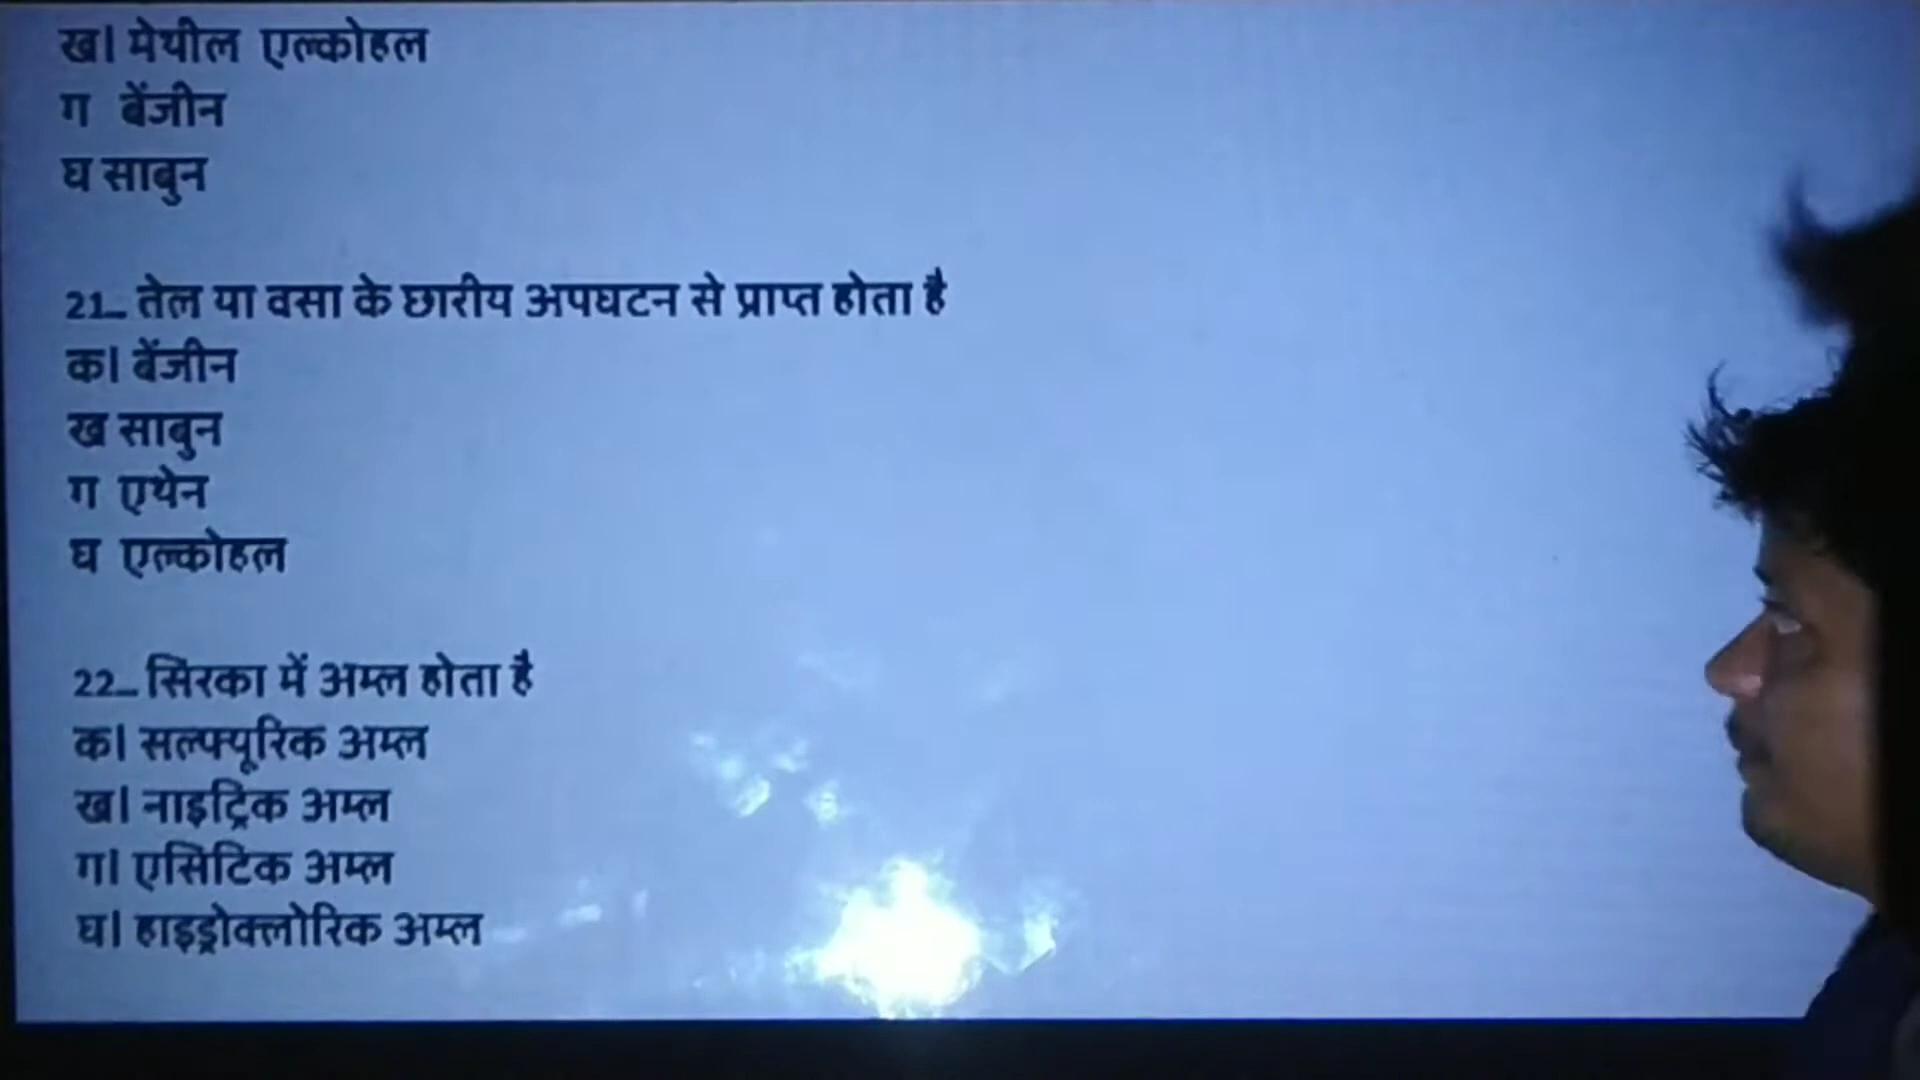 ख। मेथील एल्कोहल
ग बेंजीन
घ साबुन
21_ तेल या वसा के छारीय अपघटन से प्राप्त होता है
क। बेंजीन
ख साबुन
ग एथेन
घ एल्कोहल
22_ सिरका में अम्ल होता है
क। सल्फ्यूरिक अम्ल
ख। नाइट्रिक अम्ल
ग। एसिटिक अम्ल
घ। हाइड्रोक्लोरिक अम्ल